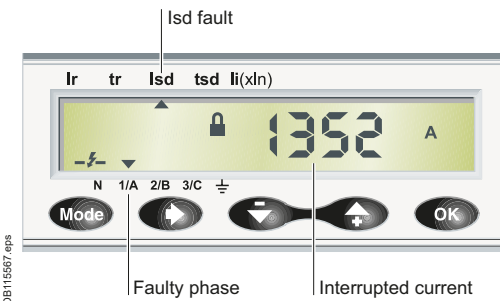 Isd fault
Ir tr Isd tsd Ii(xIn)
1352 A
N 1/A 2/B 3/C
Mode OK
Faulty phase Interrupted current
DB115567.eps